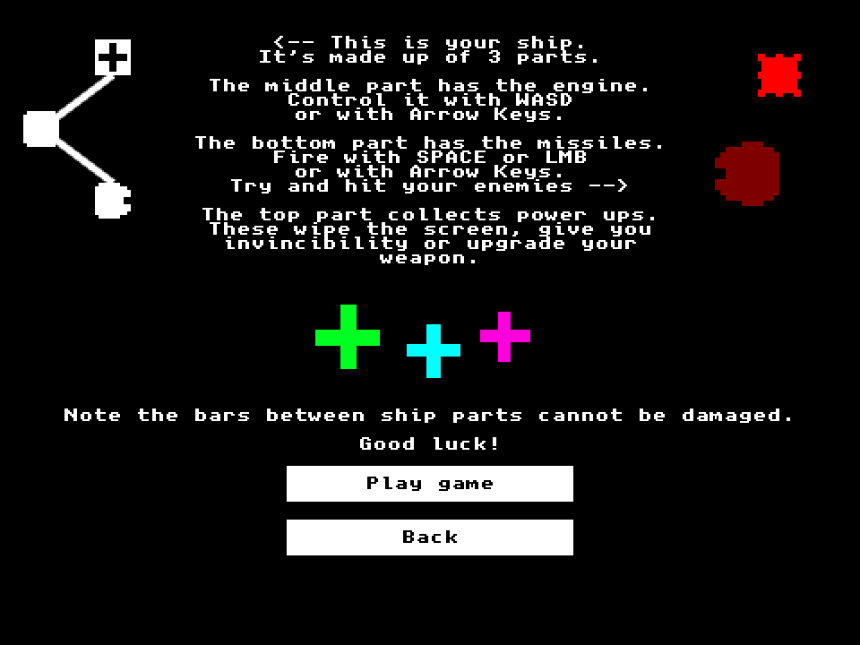 <-- This is your ship.
It's made up of 3 parts.
The middle part has the engine.
Control it with WASD
or with Arrow Keys.
The bottom part has the missiles.
Fire with SPACE or LMB
or with Arrow Keys.
Try and hit your enemies -->
The top part collects power ups.
These wipe the screen, give you
invincibility or upgrade your
weapon.
Note the bars between ship parts cannot be damaged.
Good luck!
Play game
Back